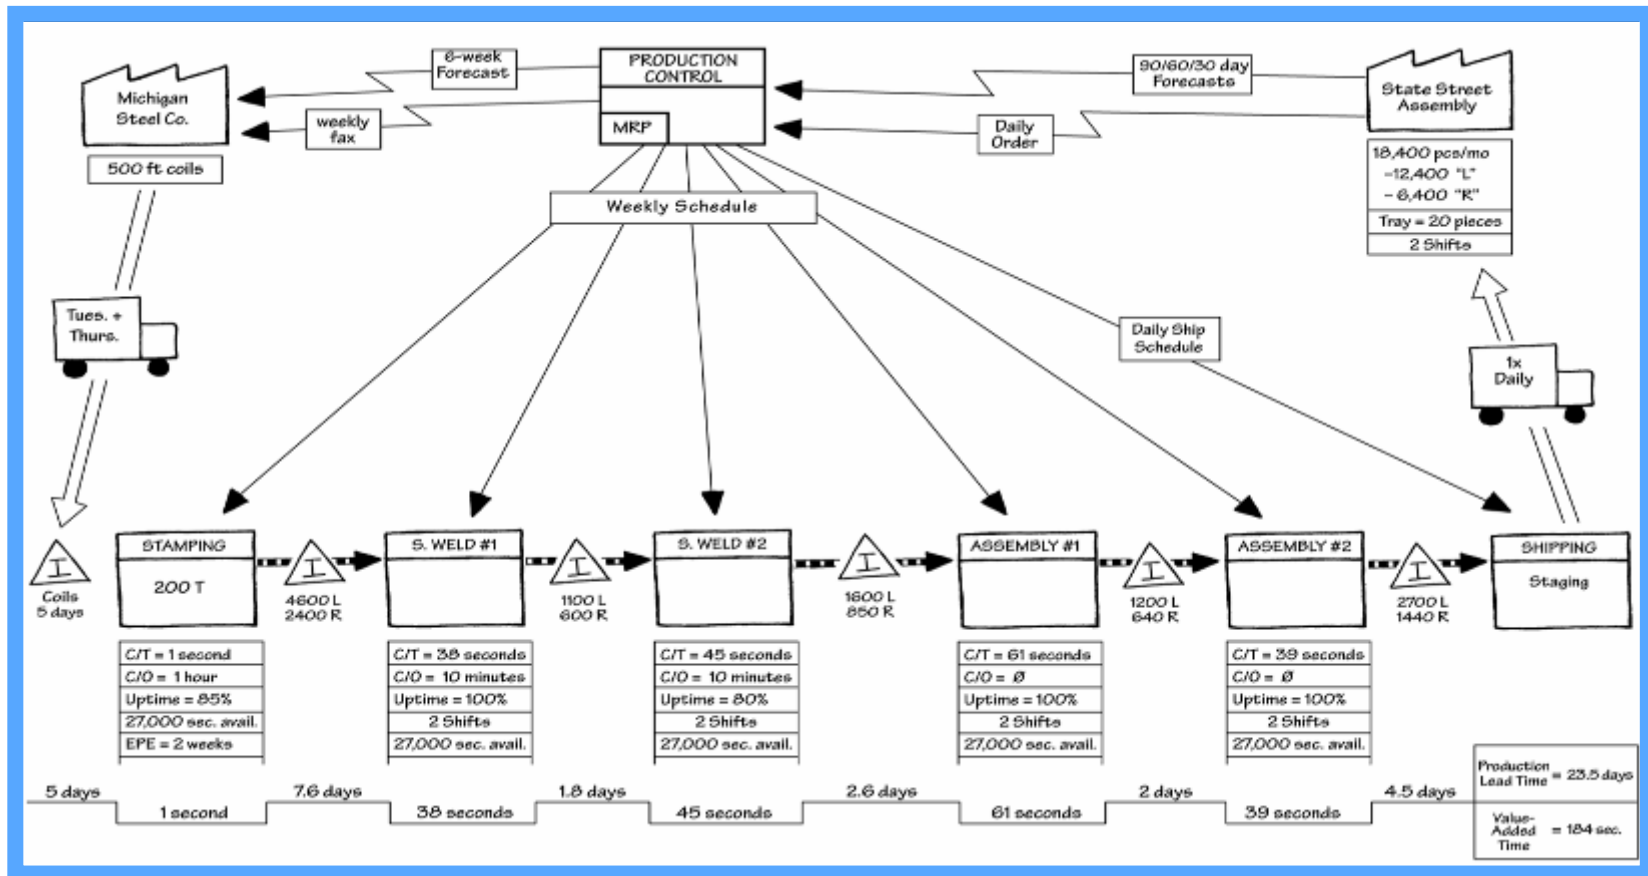 Michigan
Steel Co.
500 ft coils
6-week
Forecast
weekly
fax
PRODUCTION
CONTROL
MRP
90/60/30 day
Forecasts
Daily
Order
State Street
Assembly
18,400 pcs/mo
-12,400 "L"
- 6,400 "R"
Tray = 20 pieces
2 Shifts
Weekly Schedule
Tues. +
Thurs.
Daily Ship
Schedule
1x
Daily
I
Coils
5 days
STAMPING
200 T
I
4600 L
2400 R
S. WELD #1
I
1100 L
600 R
S. WELD #2
I
1600 L
850 R
ASSEMBLY #1
I
1200 L
640 R
ASSEMBLY #2
I
2700 L
1440 R
SHIPPING
Staging
C/T = 1 second
C/O = 1 hour
Uptime = 85%
27,000 sec. avail.
EPE = 2 weeks
C/T = 38 seconds
C/O = 10 minutes
Uptime = 100%
2 Shifts
27,000 sec. avail.
C/T = 45 seconds
C/O = 10 minutes
Uptime = 80%
2 Shifts
27,000 sec. avail.
C/T = 61 seconds
C/O = Ø
Uptime = 100%
2 Shifts
27,000 sec. avail.
C/T = 39 seconds
C/O = Ø
Uptime = 100%
2 Shifts
27,000 sec. avail.
5 days
1 second
7.6 days
38 seconds
1.8 days
45 seconds
2.6 days
61 seconds
2 days
39 seconds
4.5 days
Production
Lead Time = 23.5 days
Value-
Added = 184 sec.
Time